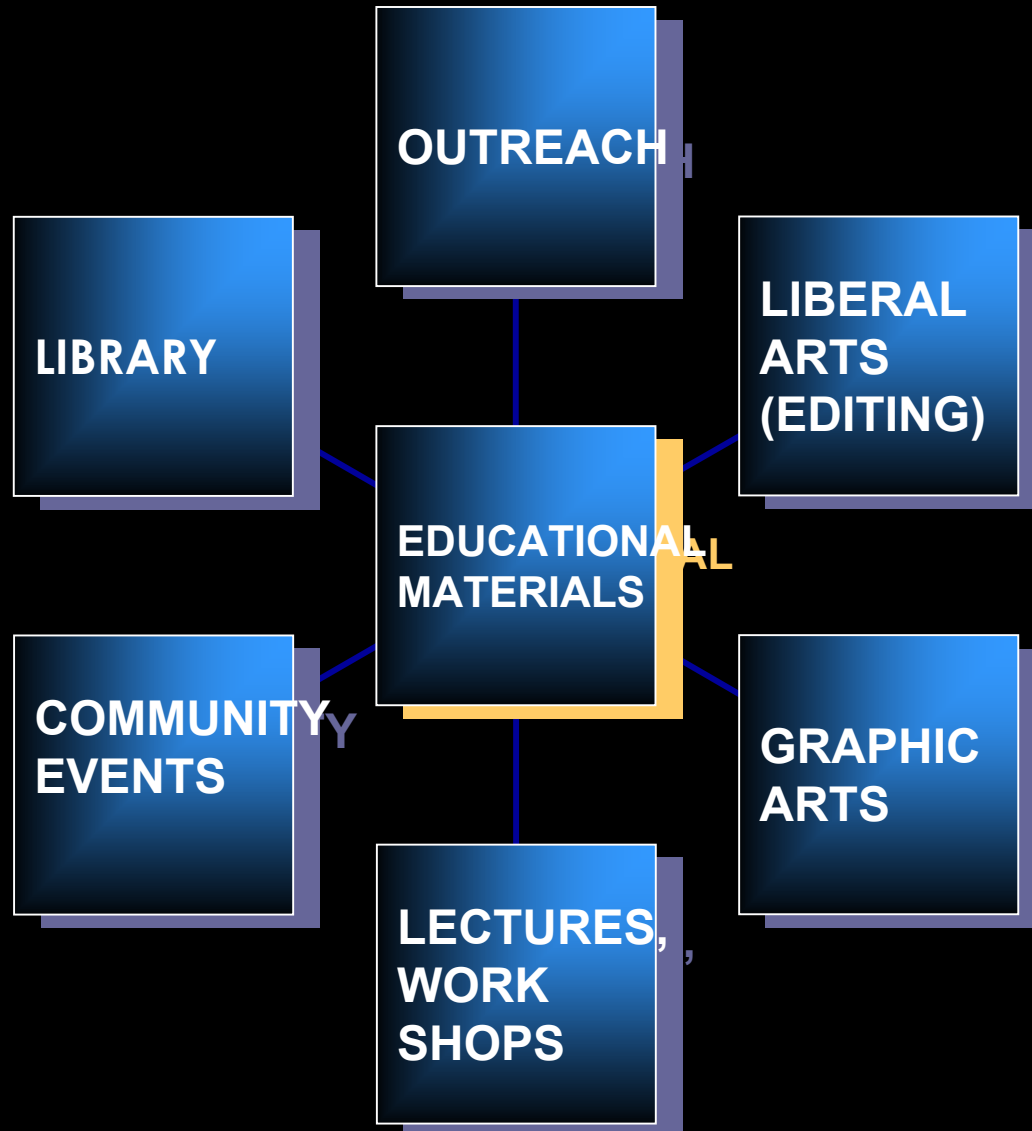 OUTREACH
LIBRARY
LIBERAL
ARTS
(EDITING)
EDUCATIONAL
MATERIALS
COMMUNITY
EVENTS
GRAPHIC
ARTS
LECTURES,
WORK
SHOPS